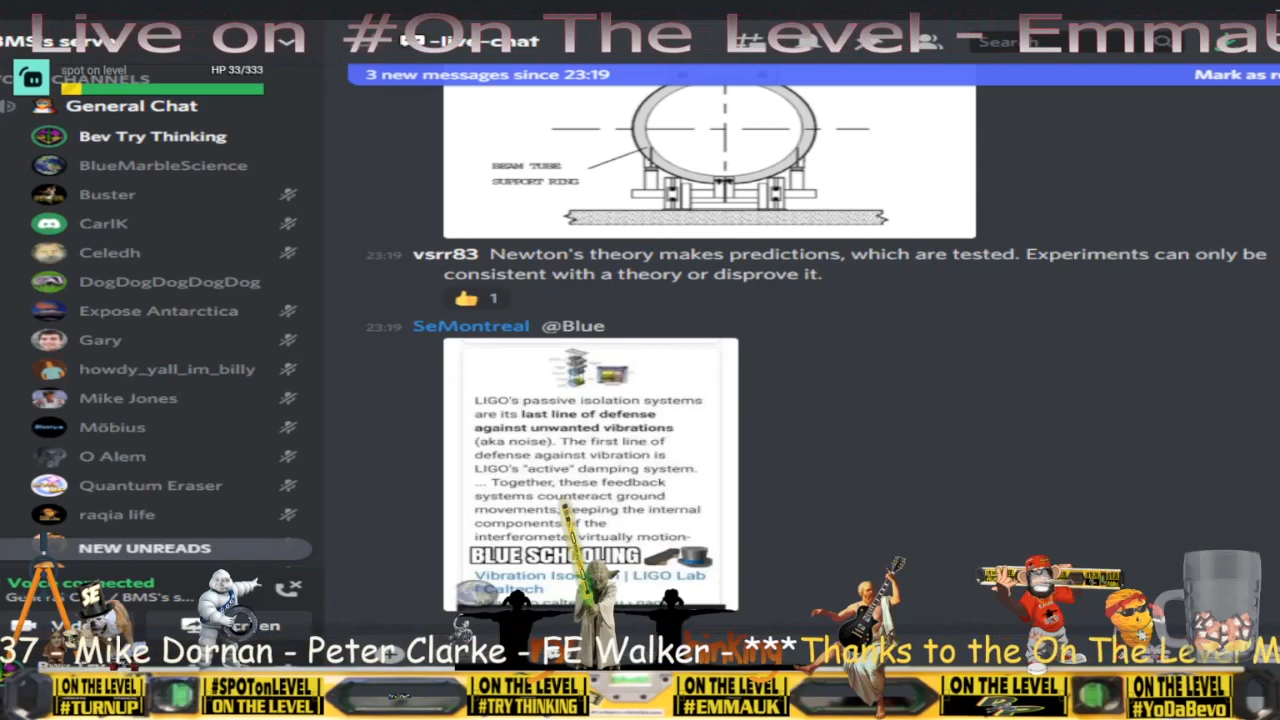 Live on #On The Level - Emmat
BMS's serv
-live-chat
Search
spot on level
HP 33/333
CHANNELS
3 new messages since 23:19
Mark as re
General Chat
Bev Try Thinking
BlueMarbleScience
Buster
CarlK
Celedh
DogDogDogDogDog
Expose Antarctica
Gary
howdy_yall_im_billy
Mike Jones
Möbius
O Alem
Quantum Eraser
raqia life
NEW UNREADS
Voice connected
BEAM TUBE
SUPPORT RING
23:19 vsrr83 Newton's theory makes predictions, which are tested. Experiments can only be
consistent with a theory or disprove it.
1
23:19 SeMontreal @Blue
LIGO's passive isolation systems
are its last line of defense
against unwanted vibrations
(aka noise). The first line of
defense against vibration is
LIGO's "active" damping system.
... Together, these feedback
systems counteract ground
movements, keeping the internal
components of the
interferometer virtually motion-
BLUE SCHOOLING
Vibration Iso | LIGO Lab
Caltech
SE
/ BMS's s...
37 - Mike Dornan - Peter Clarke - FE Walker - *** Thanks to the On The Level M
ON THE LEVEL
#TURNUP
#SPOTonLEVEL
ON THE LEVEL
ON THE LEVEL
#TRY THINKING
ON THE LEVEL
#EMMAUK
ON THE LEVEL
ON THE LEVEL
#YoDaBevo